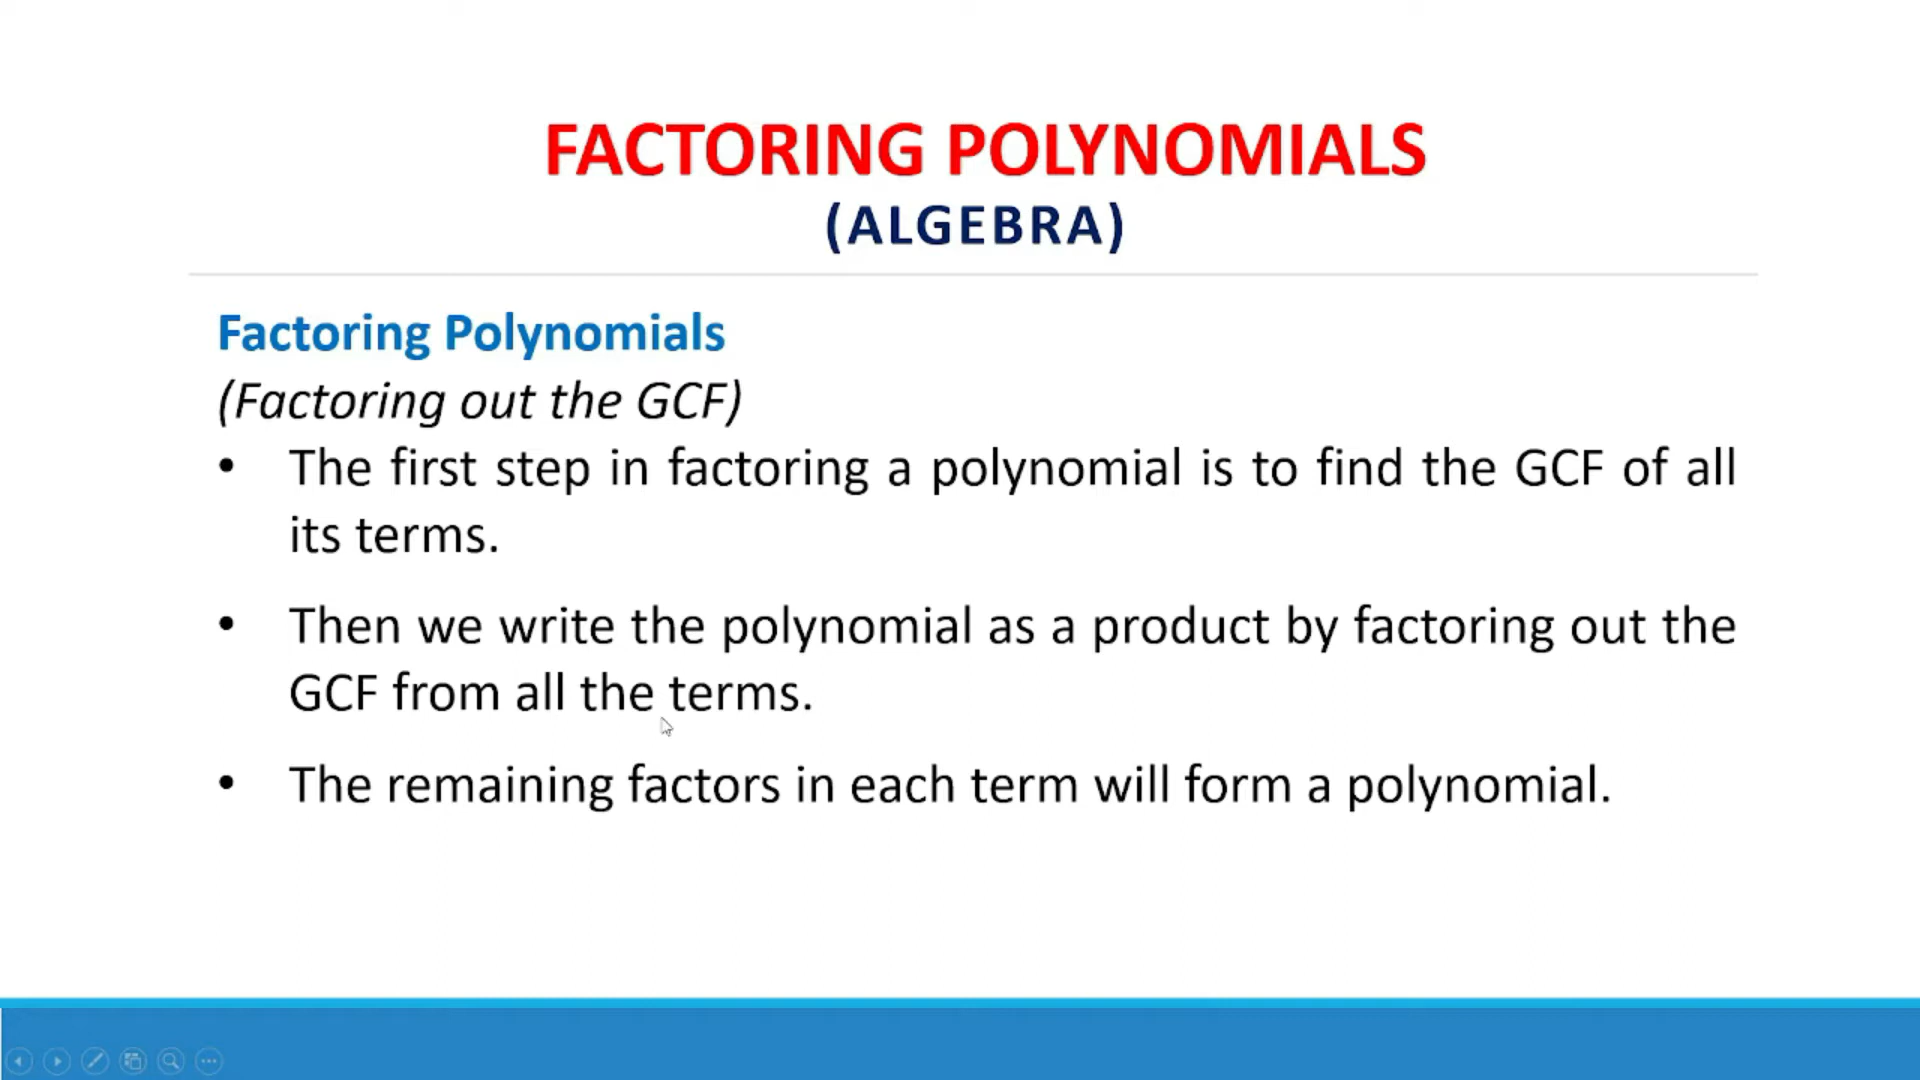 FACTORING POLYNOMIALS
(ALGEBRA)
Factoring Polynomials
(Factoring out the GCF)
• The first step in factoring a polynomial is to find the GCF of all
its terms.
• Then we write the polynomial as a product by factoring out the
GCF from all the terms.
• The remaining factors in each term will form a polynomial.